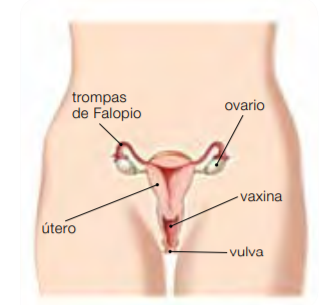 trompas
de Falopio
ovario
vaxina
útero
vulva